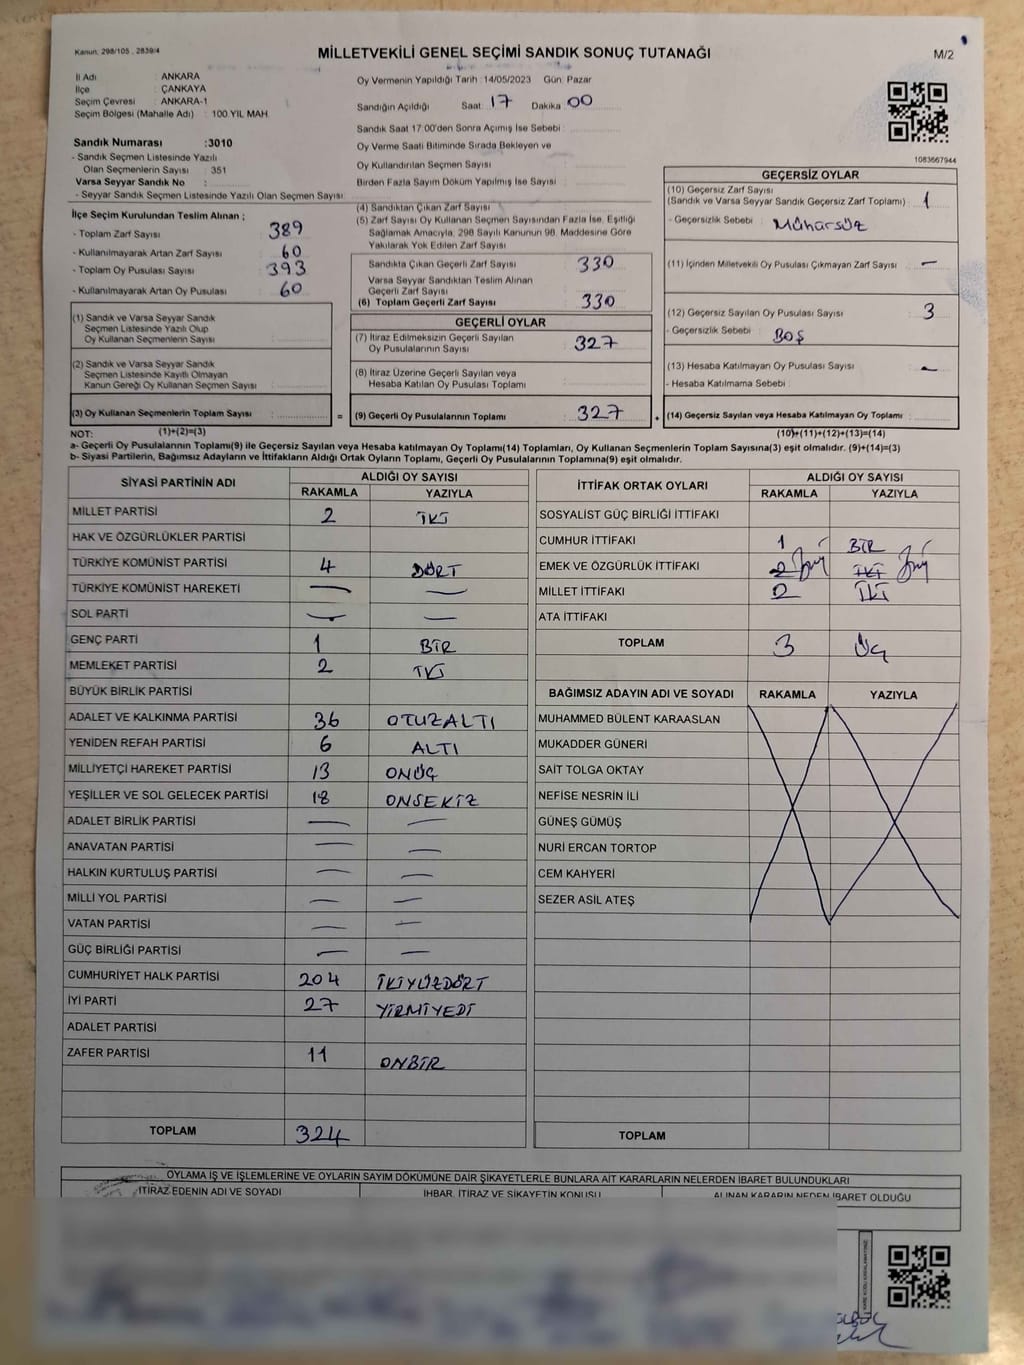 Kanun: 298/105 , 2839/4
MİLLETVEKİLİ GENEL SEÇİMİ SANDIK SONUÇ TUTANAĞI
M/2
İl Adı : ANKARA
İlçe : ÇANKAYA
Seçim Çevresi : ANKARA-1
Seçim Bölgesi (Mahalle Adı) : 100 YIL MAH.
Oy Vermenin Yapıldığı Tarih :14/05/2023 Gün: Pazar
Sandığın Açıldığı Saat: 17 Dakika: 00
Sandık Saat 17:00'den Sonra Açımış İse Sebebi :
Oy Verme Saati Bitiminde Sırada Bekleyen ve
Oy Kullandırılan Seçmen Sayısı :
Birden Fazla Sayım Döküm Yapılmış İse Sayısı :
1083667944
Sandık Numarası :3010
- Sandık Seçmen Listesinde Yazılı
Olan Seçmenlerin Sayısı : 351
Varsa Seyyar Sandık No :
- Seyyar Sandık Seçmen Listesinde Yazılı Olan Seçmen Sayısı:
İlçe Seçim Kurulundan Teslim Alınan ;
- Toplam Zarf Sayısı : 389
- Kullanılmayarak Artan Zarf Sayısı : 60
- Toplam Oy Pusulası Sayısı : 393
- Kullanılmayarak Artan Oy Pusulası : 60
(1) Sandık ve Varsa Seyyar Sandık
Seçmen Listesinde Yazılı Olup
Oy Kullanan Seçmenlerin Sayısı :
(2) Sandık ve Varsa Seyyar Sandık
Seçmen Listesinde Kayıtlı Olmayan
Kanun Gereği Oy Kullanan Seçmen Sayısı :
(3) Oy Kullanan Seçmenlerin Toplam Sayısı :
(1)+(2)=(3)
(4) Sandıktan Çıkan Zarf Sayısı :
(5) Zarf Sayısı Oy Kullanan Seçmen Sayısından Fazla İse, Eşitliği
Sağlamak Amacıyla, 298 Sayılı Kanunun 98. Maddesine Göre
Yakılarak Yok Edilen Zarf Sayısı :
Sandıkta Çıkan Geçerli Zarf Sayısı : 330
Varsa Seyyar Sandıktan Teslim Alınan
Geçerli Zarf Sayısı :
(6) Toplam Geçerli Zarf Sayısı : 330
GEÇERLİ OYLAR
(7) İtiraz Edilmeksizin Geçerli Sayılan
Oy Pusulalarının Sayısı : 327
(8) İtiraz Üzerine Geçerli Sayılan veya
Hesaba Katılan Oy Pusulası Toplamı :
= (9) Geçerli Oy Pusulalarının Toplamı : 327
GEÇERSİZ OYLAR
(10) Geçersiz Zarf Sayısı
(Sandık ve Varsa Seyyar Sandık Geçersiz Zarf Toplamı) : 1
- Geçersizlik Sebebi : Mühürsüz
(11) İçinden Milletvekili Oy Pusulası Çıkmayan Zarf Sayısı : —
(12) Geçersiz Sayılan Oy Pusulası Sayısı : 3
- Geçersizlik Sebebi : BOŞ
(13) Hesaba Katılmayan Oy Pusulası Sayısı : —
- Hesaba Katılmama Sebebi :
(14) Geçersiz Sayılan veya Hesaba Katılmayan Oy Toplamı :
(10)+(11)+(12)+(13)=(14)
NOT:
a- Geçerli Oy Pusulalarının Toplamı(9) ile Geçersiz Sayılan veya Hesaba katılmayan Oy Toplamı(14) Toplamları, Oy Kullanan Seçmenlerin Toplam Sayısına(3) eşit olmalıdır. (9)+(14)=(3)
b- Siyasi Partilerin, Bağımsız Adayların ve İttifakların Aldığı Ortak Oyların Toplamı, Geçerli Oy Pusulalarının Toplamına(9) eşit olmalıdır.
SİYASİ PARTİNİN ADI ALDIĞI OY SAYISI
RAKAMLA YAZIYLA
MİLLET PARTİSİ 2 İKİ
HAK VE ÖZGÜRLÜKLER PARTİSİ
TÜRKİYE KOMÜNİST PARTİSİ 4 DÖRT
TÜRKİYE KOMÜNİST HAREKETİ — —
SOL PARTİ — —
GENÇ PARTİ 1 BİR
MEMLEKET PARTİSİ 2 İKİ
BÜYÜK BİRLİK PARTİSİ
ADALET VE KALKINMA PARTİSİ 36 OTUZALTI
YENİDEN REFAH PARTİSİ 6 ALTI
MİLLİYETÇİ HAREKET PARTİSİ 13 ONÜÇ
YEŞİLLER VE SOL GELECEK PARTİSİ 18 ONSEKİZ
ADALET BİRLİK PARTİSİ — —
ANAVATAN PARTİSİ — —
HALKIN KURTULUŞ PARTİSİ — —
MİLLİ YOL PARTİSİ — —
VATAN PARTİSİ — —
GÜÇ BİRLİĞİ PARTİSİ — —
CUMHURİYET HALK PARTİSİ 204 İKİYÜZDÖRT
İYİ PARTİ 27 YİRMİYEDİ
ADALET PARTİSİ
ZAFER PARTİSİ 11 ONBİR
TOPLAM 324
İTTİFAK ORTAK OYLARI ALDIĞI OY SAYISI
RAKAMLA YAZIYLA
SOSYALİST GÜÇ BİRLİĞİ İTTİFAKI
CUMHUR İTTİFAKI 1 BİR
EMEK VE ÖZGÜRLÜK İTTİFAKI 2 İKİ
MİLLET İTTİFAKI 2 İKİ
ATA İTTİFAKI
TOPLAM 3 ÜÇ
BAĞIMSIZ ADAYIN ADI VE SOYADI RAKAMLA YAZIYLA
MUHAMMED BÜLENT KARAASLAN
MUKADDER GÜNERİ
SAİT TOLGA OKTAY
NEFİSE NESRİN İLİ
GÜNEŞ GÜMÜŞ
NURİ ERCAN TORTOP
CEM KAHYERİ
SEZER ASİL ATEŞ
TOPLAM
OYLAMA İŞ VE İŞLEMLERİNE VE OYLARIN SAYIM DÖKÜMÜNE DAİR ŞİKAYETLERLE BUNLARA AİT KARARLARIN NELERDEN İBARET BULUNDUKLARI
İTİRAZ EDENİN ADI VE SOYADI İHBAR, İTİRAZ VE ŞİKAYETİN KONUSU ALINAN KARARIN NEDEN İBARET OLDUĞU